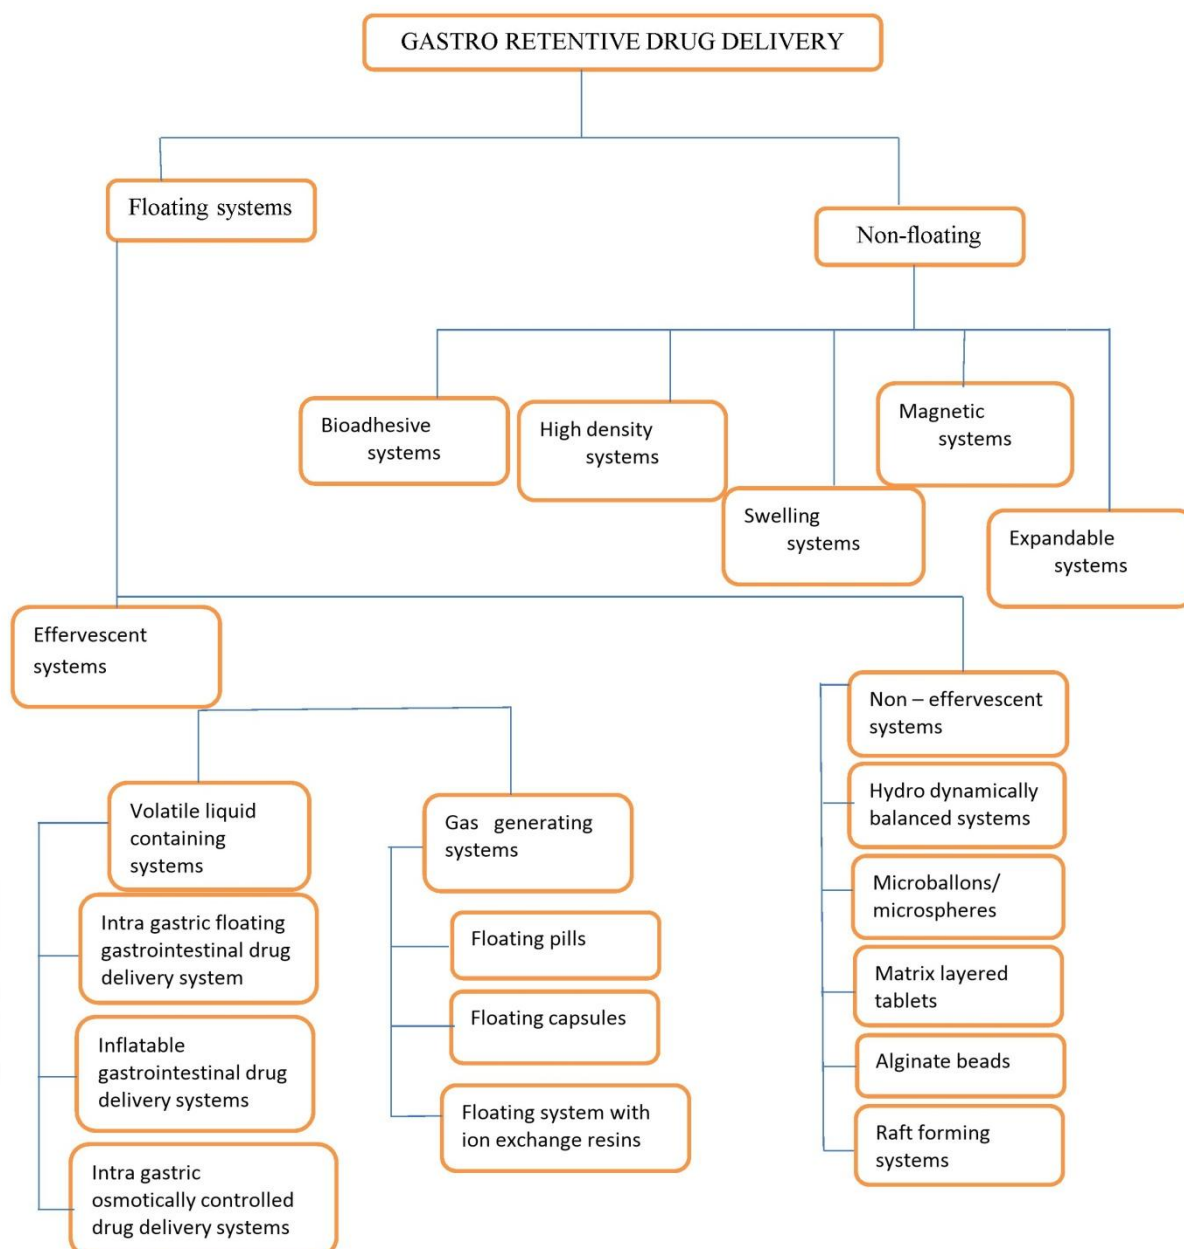 GASTRO RETENTIVE DRUG DELIVERY
Floating systems
Non-floating
Bioadhesive
systems
High density
systems
Swelling
systems
Magnetic
systems
Expandable
systems
Effervescent
systems
Volatile liquid
containing
systems
Intra gastric floating
gastrointestinal drug
delivery system
Inflatable
gastrointestinal drug
delivery systems
Intra gastric
osmotically controlled
drug delivery systems
Gas generating
systems
Floating pills
Floating capsules
Floating system with
ion exchange resins
Non – effervescent
systems
Hydro dynamically
balanced systems
Microballons/
microspheres
Matrix layered
tablets
Alginate beads
Raft forming
systems